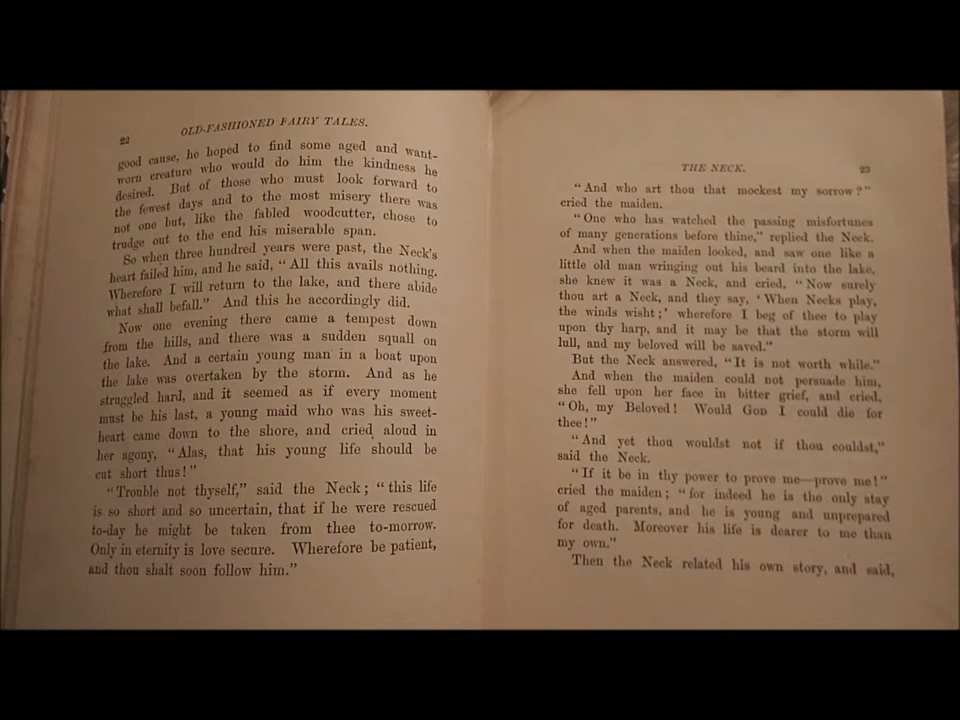 22
OLD-FASHIONED FAIRY TALES.
good cause, he hoped to find some aged and want-
worn creature who would do him the kindness he
desired. But of those who must look forward to
the fewest days and to the most misery there was
not one but, like the fabled woodcutter, chose to
trudge out to the end his miserable span.
So when three hundred years were past, the Neck's
heart failed him, and he said, "All this avails nothing.
Wherefore I will return to the lake, and there abide
what shall befall." And this he accordingly did.
Now one evening there came a tempest down
from the hills, and there was a sudden squall on
the lake. And a certain young man in a boat upon
the lake was overtaken by the storm. And as he
struggled hard, and it seemed as if every moment
must be his last, a young maid who was his sweet-
heart came down to the shore, and cried aloud in
her agony, "Alas, that his young life should be
cut short thus!"
"Trouble not thyself," said the Neck; "this life
is so short and so uncertain, that if he were rescued
to-day he might be taken from thee to-morrow.
Only in eternity is love secure. Wherefore be patient,
and thou shalt soon follow him."
THE NECK. 23
"And who art thou that mockest my sorrow?"
cried the maiden.
"One who has watched the passing misfortunes
of many generations before thine," replied the Neck.
And when the maiden looked, and saw one like a
little old man wringing out his beard into the lake,
she knew it was a Neck, and cried, "Now surely
thou art a Neck, and they say, 'When Necks play,
the winds wisht;' wherefore I beg of thee to play
upon thy harp, and it may be that the storm will
lull, and my beloved will be saved."
But the Neck answered, "It is not worth while."
And when the maiden could not persuade him,
she fell upon her face in bitter grief, and cried,
"Oh, my Beloved! Would GOD I could die for
thee!"
"And yet thou wouldst not if thou couldst,"
said the Neck.
"If it be in thy power to prove me—prove me!"
cried the maiden; "for indeed he is the only stay
of aged parents, and he is young and unprepared
for death. Moreover his life is dearer to me than
my own."
Then the Neck related his own story, and said,